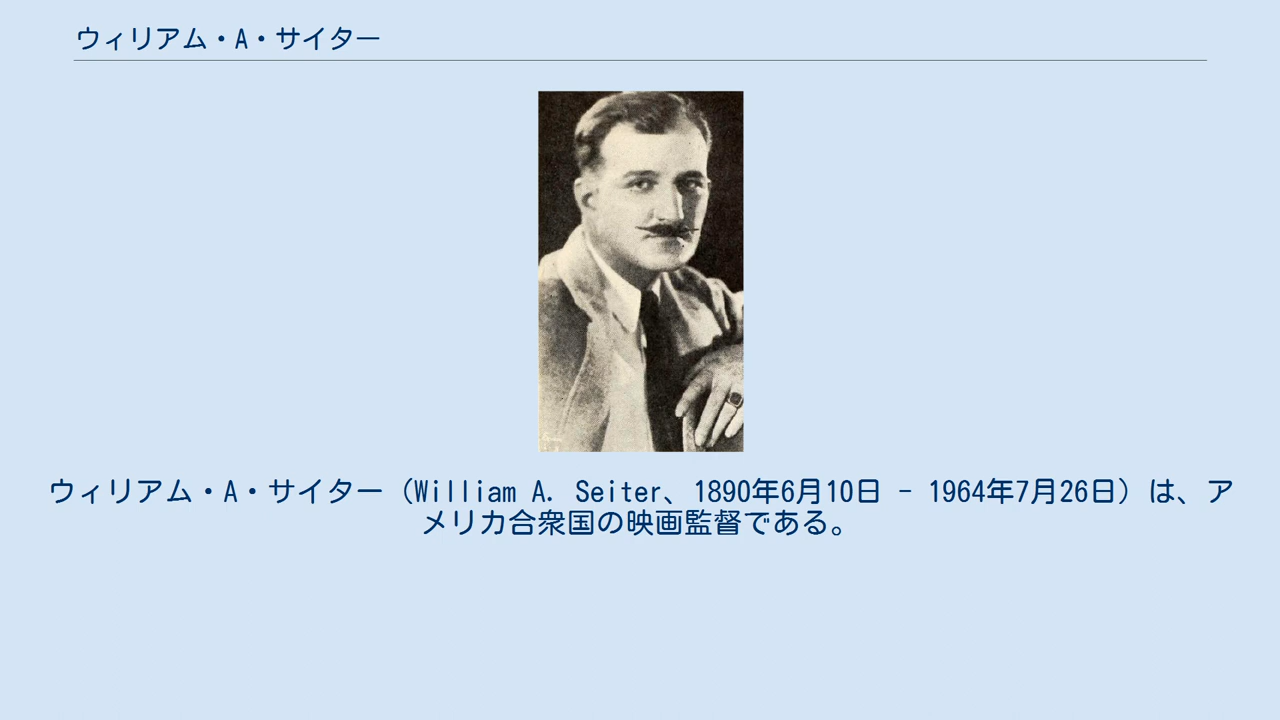 ウィリアム・A・サイター
ウィリアム・A・サイター（William A. Seiter、1890年6月10日 - 1964年7月26日）は、ア
メリカ合衆国の映画監督である。